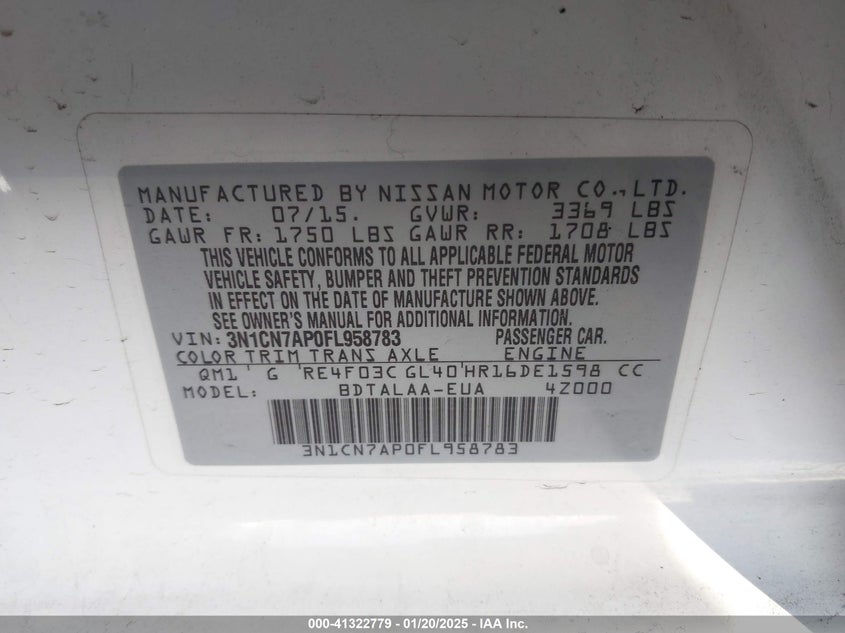 MANUFACTURED BY NISSAN MOTOR CO., LTD.
DATE: 07/15. GVWR: 3369 LBS
GAWR FR: 1750 LBS GAWR RR: 1708 LBS
THIS VEHICLE CONFORMS TO ALL APPLICABLE FEDERAL MOTOR
VEHICLE SAFETY, BUMPER AND THEFT PREVENTION STANDARDS
IN EFFECT ON THE DATE OF MANUFACTURE SHOWN ABOVE.
SEE OWNER'S MANUAL FOR ADDITIONAL INFORMATION.
VIN: 3N1CN7AP0FL958783 PASSENGER CAR.
COLOR TRIM TRANS AXLE ENGINE
QM1 G RE4F03C GL40 HR16DE1598 CC
MODEL: BDTALAA-EUA 4Z000
3N1CN7AP0FL958783
000-41322779 - 01/20/2025 - IAA Inc.